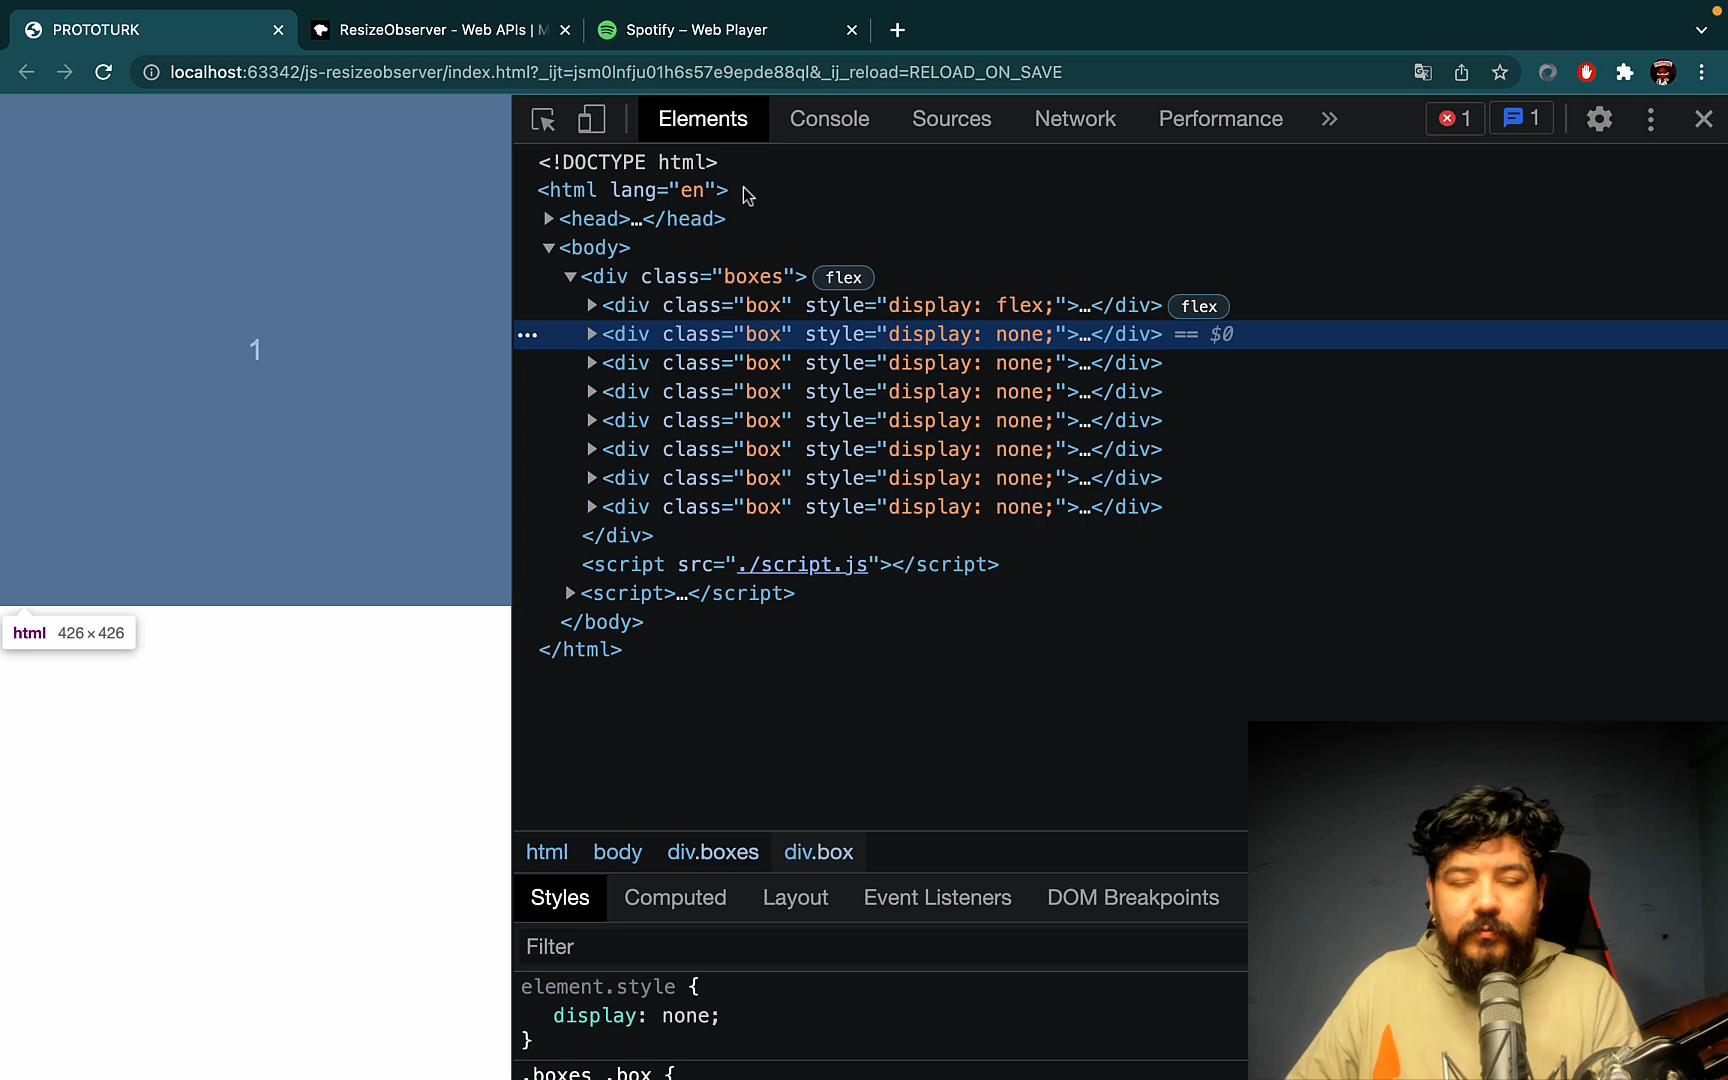 PROTOTURK
ResizeObserver - Web APIs | M
Spotify – Web Player
localhost:63342/js-resizeobserver/index.html?_ijt=jsm0lnfju01h6s57e9epde88ql&_ij_reload=RELOAD_ON_SAVE
Elements Console Sources Network Performance 1 1
<!DOCTYPE html>
<html lang="en">
<head>…</head>
<body>
<div class="boxes"> flex
<div class="box" style="display: flex;">…</div> flex
<div class="box" style="display: none;">…</div> == $0
<div class="box" style="display: none;">…</div>
<div class="box" style="display: none;">…</div>
<div class="box" style="display: none;">…</div>
<div class="box" style="display: none;">…</div>
<div class="box" style="display: none;">…</div>
<div class="box" style="display: none;">…</div>
</div>
<script src="./script.js"></script>
<script>…</script>
</body>
</html>
1
html 426×426
html body div.boxes div.box
Styles Computed Layout Event Listeners DOM Breakpoints
Filter
element.style {
display: none;
}
.boxes .box {